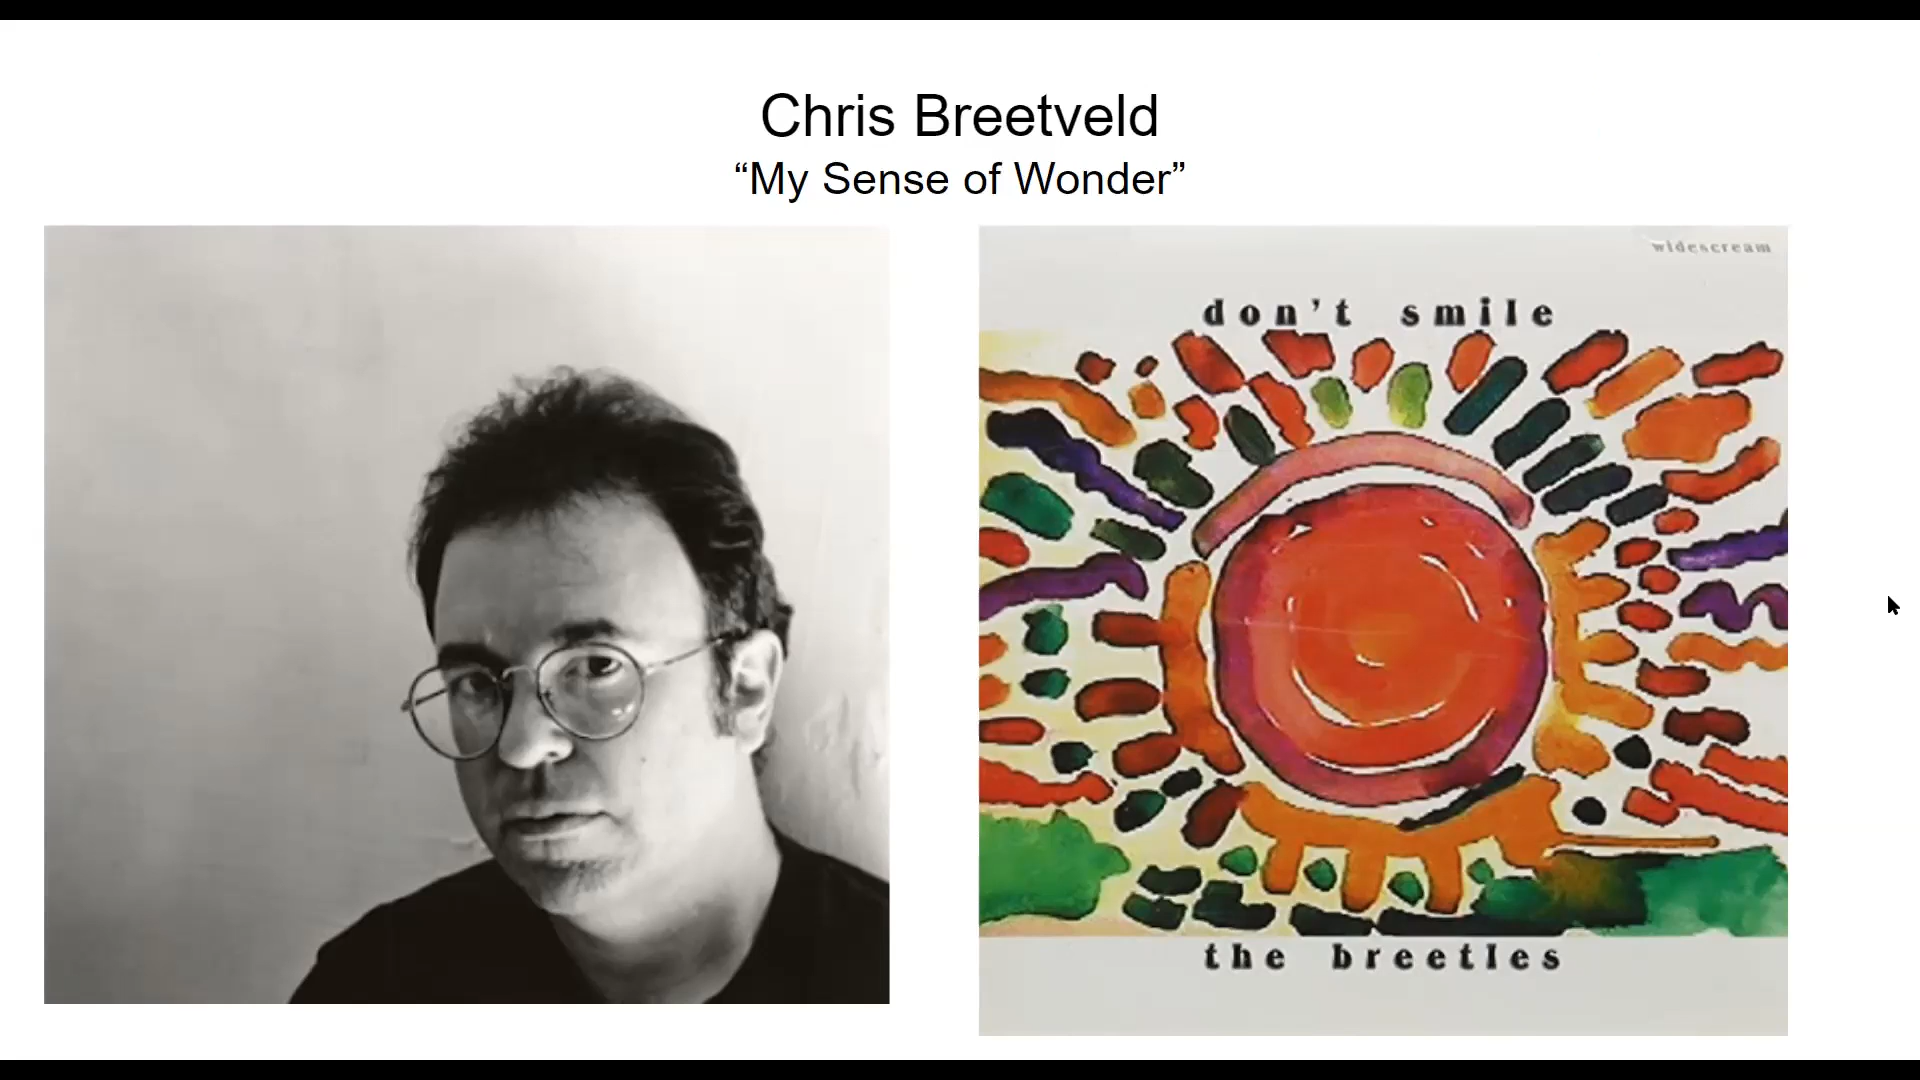 Chris Breetveld
“My Sense of Wonder”
widescream
don't smile
the breetles